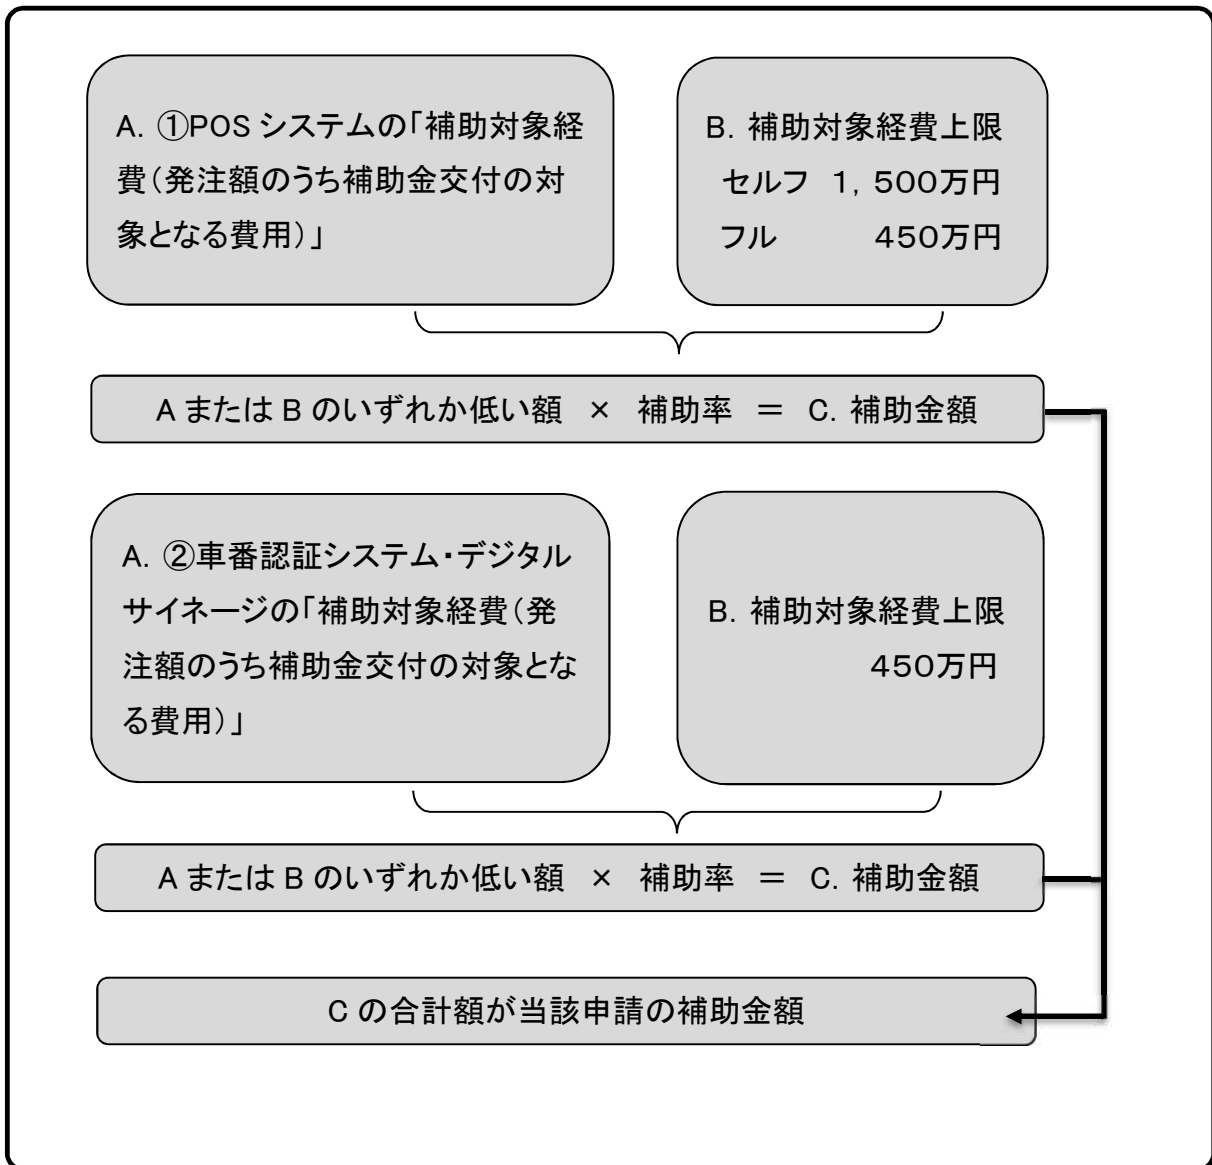 A. ①POS システムの「補助対象経
費（発注額のうち補助金交付の対
象となる費用）」
B. 補助対象経費上限
セルフ １，５００万円
フル ４５０万円
A または B のいずれか低い額 × 補助率 ＝ C. 補助金額
A. ②車番認証システム・デジタル
サイネージの「補助対象経費（発
注額のうち補助金交付の対象とな
る費用）」
B. 補助対象経費上限
４５０万円
A または B のいずれか低い額 × 補助率 ＝ C. 補助金額
C の合計額が当該申請の補助金額